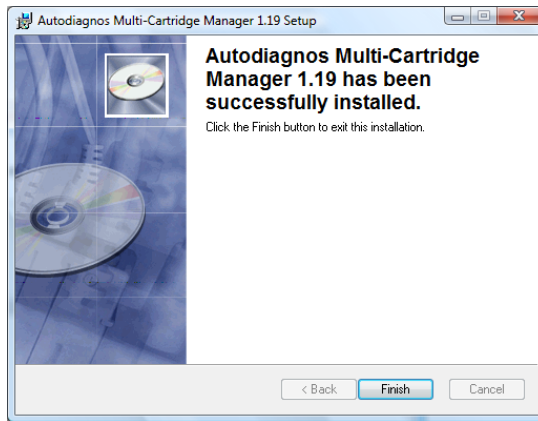 Autodiagnos Multi-Cartridge Manager 1.19 Setup
Autodiagnos Multi-Cartridge
Manager 1.19 has been
successfully installed.
Click the Finish button to exit this installation.
< Back
Finish
Cancel